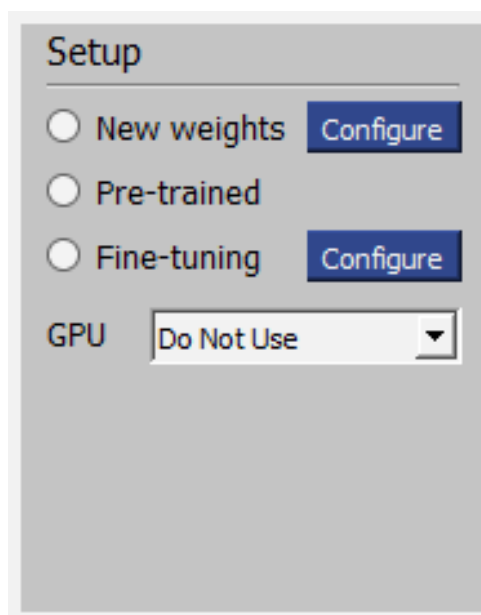 Setup
New weights Configure
Pre-trained
Fine-tuning Configure
GPU Do Not Use